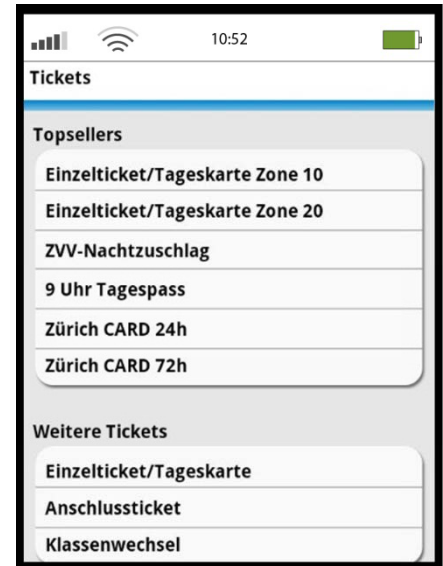 10:52
Tickets
Topsellers
Einzelticket/Tageskarte Zone 10
Einzelticket/Tageskarte Zone 20
ZVV-Nachtzuschlag
9 Uhr Tagespass
Zürich CARD 24h
Zürich CARD 72h
Weitere Tickets
Einzelticket/Tageskarte
Anschlussticket
Klassenwechsel